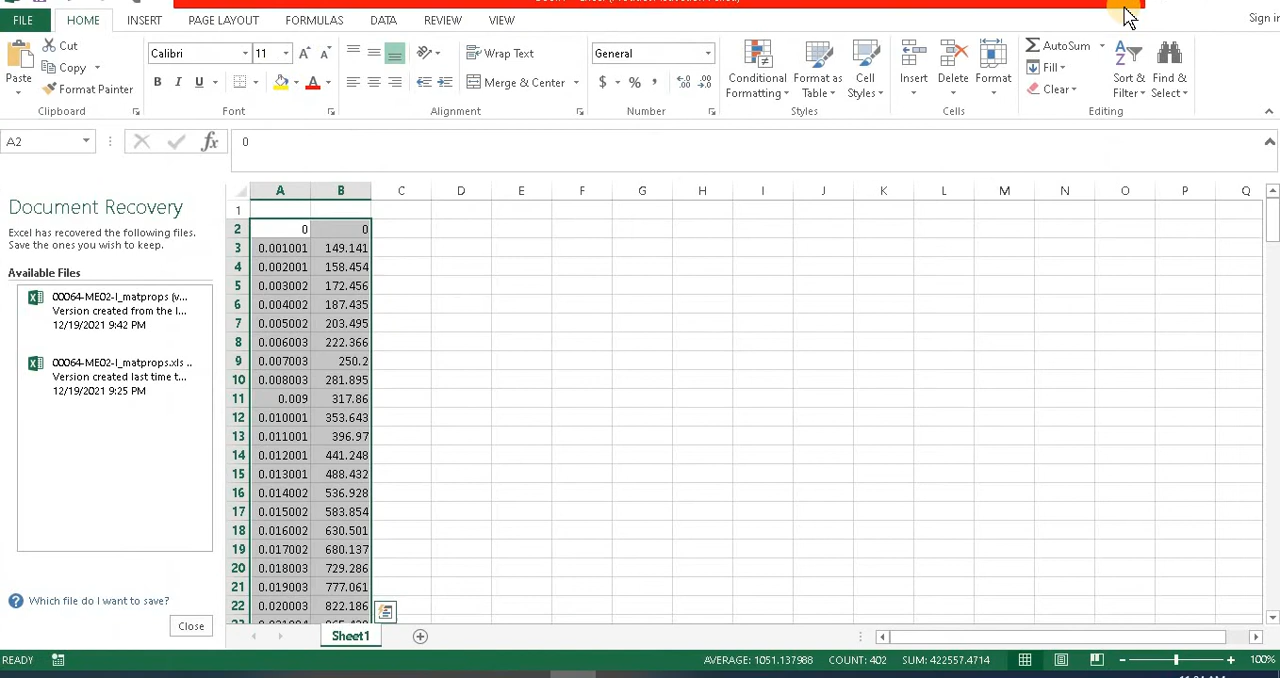 FILE HOME INSERT PAGE LAYOUT FORMULAS DATA REVIEW VIEW
Cut
Copy
Format Painter
Paste
Clipboard
Calibri 11
B I U
Font
Wrap Text
Merge & Center
Alignment
General
$ % ,
Number
Conditional Formatting
Format as Table
Cell Styles
Styles
Insert
Delete
Format
Cells
AutoSum
Fill
Clear
Sort & Filter
Find & Select
Editing
A2 fx 0
Document Recovery
Excel has recovered the following files.
Save the ones you wish to keep.
Available Files
00064-ME02-I_matprops (v...
Version created from the l...
12/19/2021 9:42 PM
00064-ME02-I_matprops.xls ..
Version created last time t...
12/19/2021 9:25 PM
Which file do I want to save?
Close
A B C D E F G H I J K L M N O P Q
1
2 0 0
3 0.001001 149.141
4 0.002001 158.454
5 0.003002 172.456
6 0.004002 187.435
7 0.005002 203.495
8 0.006003 222.366
9 0.007003 250.2
10 0.008003 281.895
11 0.009 317.86
12 0.010001 353.643
13 0.011001 396.97
14 0.012001 441.248
15 0.013001 488.432
16 0.014002 536.928
17 0.015002 583.854
18 0.016002 630.501
19 0.017002 680.137
20 0.018003 729.286
21 0.019003 777.061
22 0.020003 822.186
Sheet1
READY AVERAGE: 1051.137988 COUNT: 402 SUM: 422557.4714 100%